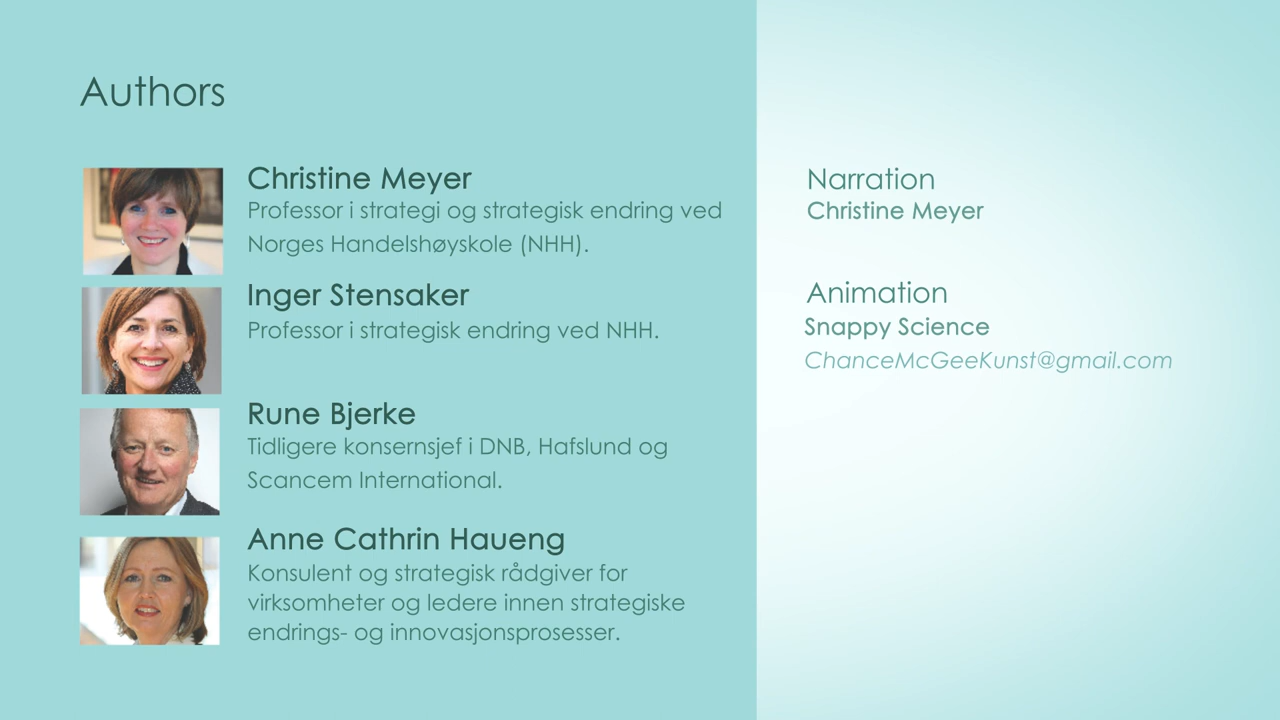 Authors
Christine Meyer
Professor i strategi og strategisk endring ved
Norges Handelshøyskole (NHH).
Inger Stensaker
Professor i strategisk endring ved NHH.
Rune Bjerke
Tidligere konsernsjef i DNB, Hafslund og
Scancem International.
Anne Cathrin Haueng
Konsulent og strategisk rådgiver for
virksomheter og ledere innen strategiske
endrings- og innovasjonsprosesser.
Narration
Christine Meyer
Animation
Snappy Science
ChanceMcGeeKunst@gmail.com